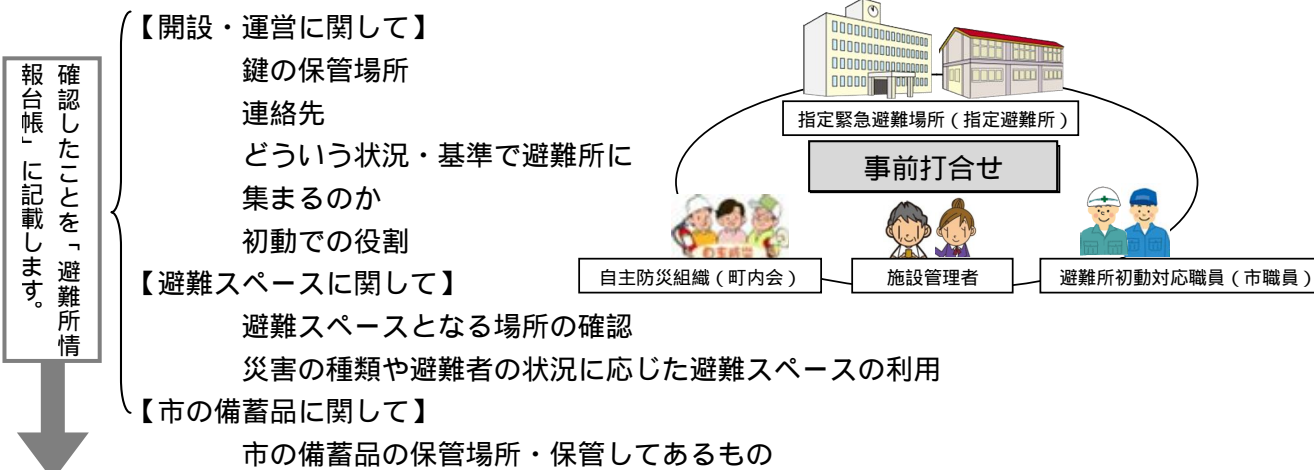 確認したことを「避難所情
報台帳」に記載します。
【開設・運営に関して】
鍵の保管場所
連絡先
どういう状況・基準で避難所に
集まるのか
初動での役割
【避難スペースに関して】
避難スペースとなる場所の確認
災害の種類や避難者の状況に応じた避難スペースの利用
【市の備蓄品に関して】
市の備蓄品の保管場所・保管してあるもの
指定緊急避難場所(指定避難所)
事前打合せ
自主防災組織(町内会)
施設管理者
避難所初動対応職員(市職員)